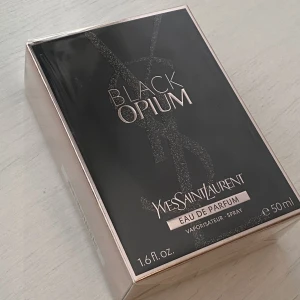 BLACK
OPIUM
YVESSAINTLAURENT
EAU DE PARFUM
VAPORISATEUR - SPRAY
1.6 fl.oz. e 50 ml